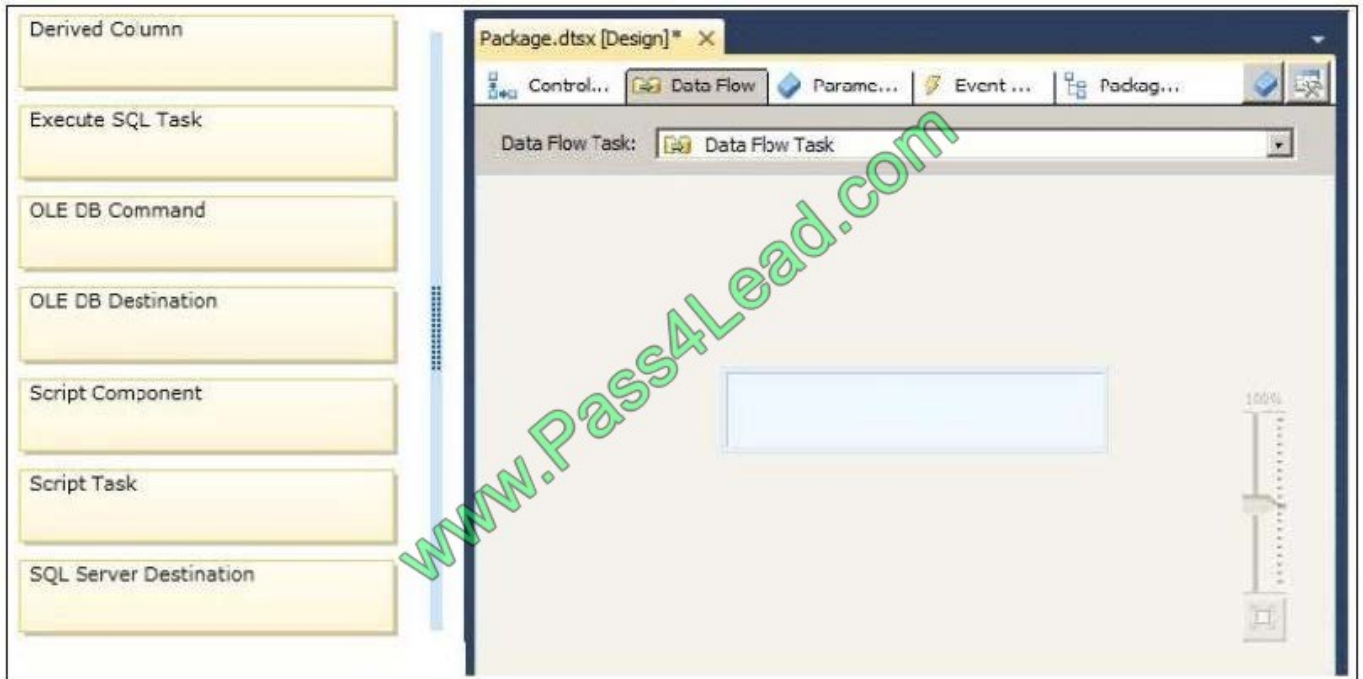 Derived Column
Execute SQL Task
OLE DB Command
OLE DB Destination
Script Component
Script Task
SQL Server Destination
Package.dtsx [Design]* X
Control... Data Flow Parame... Event ... Packag...
Data Flow Task: Data Flow Task
100%
www.Pass4Lead.com